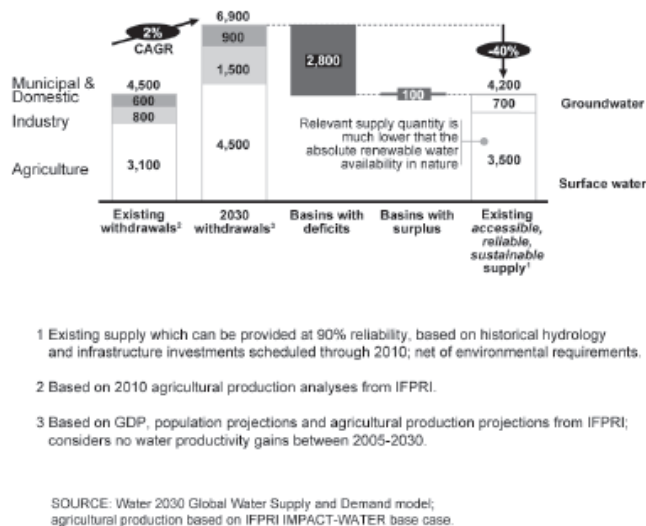 6,900
2%
CAGR
900
2,800
-40%
1,500
Municipal &
Domestic
4,500
4,200
600
100
700
Groundwater
Industry
800
Relevant supply quantity is
much lower that the
absolute renewable water
availability in nature
4,500
Agriculture
3,100
3,500
Surface water
Existing
withdrawals²
2030
withdrawals³
Basins with
deficits
Basins with
surplus
Existing
accessible,
reliable,
sustainable
supply¹
1 Existing supply which can be provided at 90% reliability, based on historical hydrology
and infrastructure investments scheduled through 2010; net of environmental requirements.
2 Based on 2010 agricultural production analyses from IFPRI.
3 Based on GDP, population projections and agricultural production projections from IFPRI;
considers no water productivity gains between 2005-2030.
SOURCE: Water 2030 Global Water Supply and Demand model;
agricultural production based on IFPRI IMPACT-WATER base case.